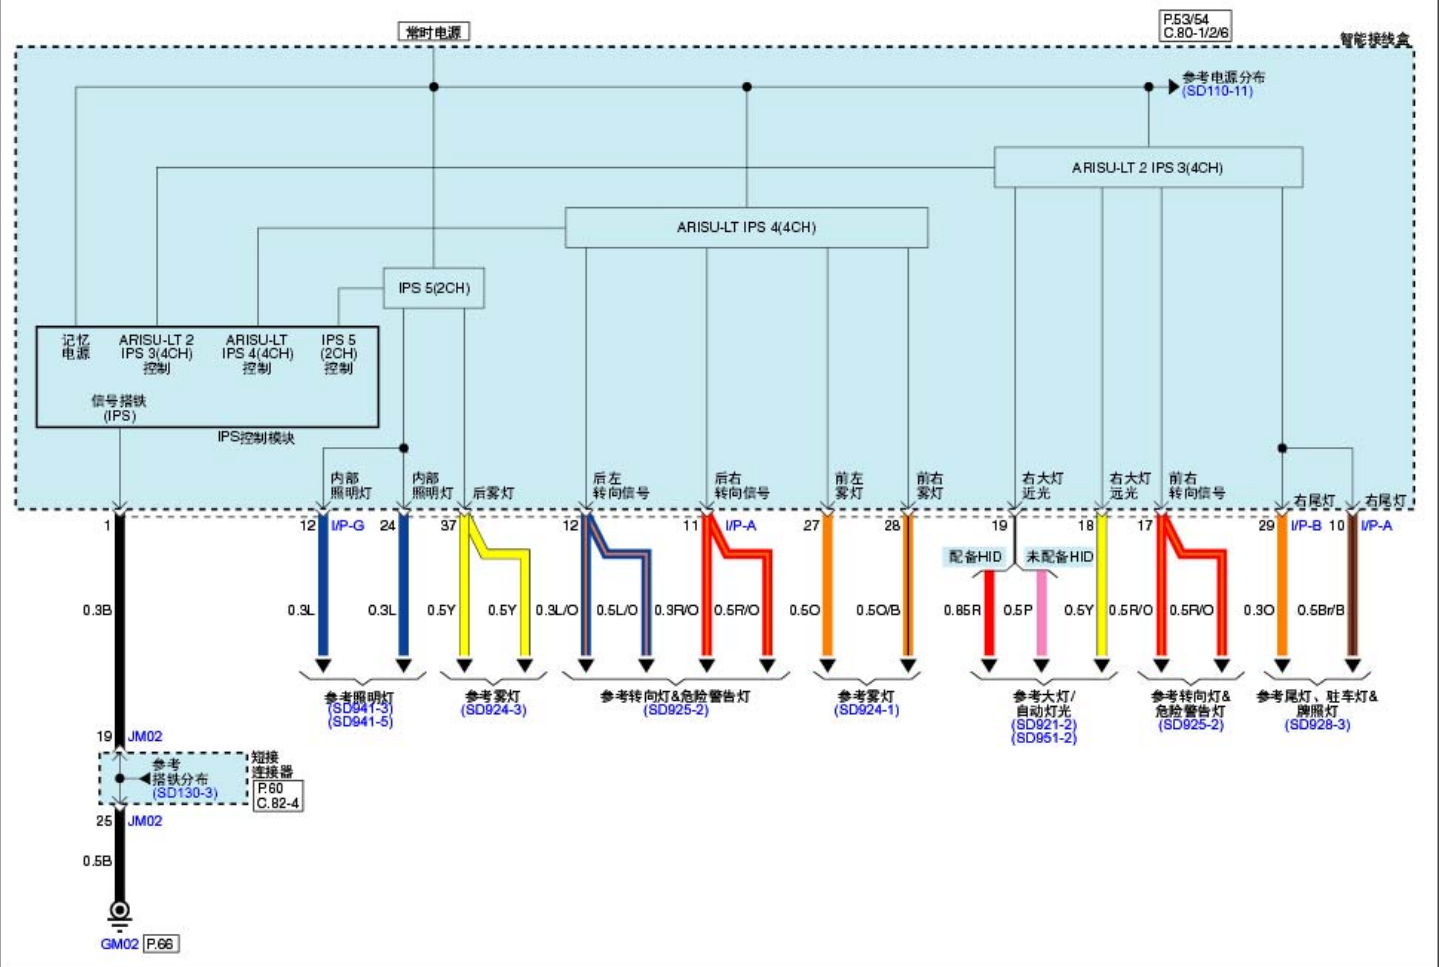 常时电源
P.53/54
C.80-1/2/6
智能接线盒
参考电源分布
(SD110-11)
ARISU-LT 2 IPS 3(4CH)
ARISU-LT IPS 4(4CH)
IPS 5(2CH)
记忆
电源
ARISU-LT 2
IPS 3(4CH)
控制
ARISU-LT
IPS 4(4CH)
控制
IPS 5
(2CH)
控制
信号搭铁
(IPS)
IPS控制模块
内部
照明灯
内部
照明灯
后雾灯
后左
转向信号
后右
转向信号
前左
雾灯
前右
雾灯
右大灯
近光
右大灯
远光
前右
转向信号
右尾灯
右尾灯
1
12
I/P-G
24
37
12
11
I/P-A
27
28
19
18
17
29
I/P-B
10
I/P-A
配备HID
未配备HID
0.3B
0.3L
0.3L
0.5Y
0.5Y
0.3L/O
0.5L/O
0.3R/O
0.5R/O
0.5O
0.5O/B
0.85R
0.5P
0.5Y
0.5R/O
0.5R/O
0.3O
0.5Br/B
参考照明灯
(SD941-3)
(SD941-5)
参考雾灯
(SD924-3)
参考转向灯&危险警告灯
(SD925-2)
参考雾灯
(SD924-1)
参考大灯/
自动灯光
(SD921-2)
(SD951-2)
参考转向灯&
危险警告灯
(SD925-2)
参考尾灯、驻车灯&
牌照灯
(SD928-3)
19
JM02
参考
搭铁分布
(SD130-3)
短接
连接器
P.60
C.82-4
25
JM02
0.5B
GM02
P.66